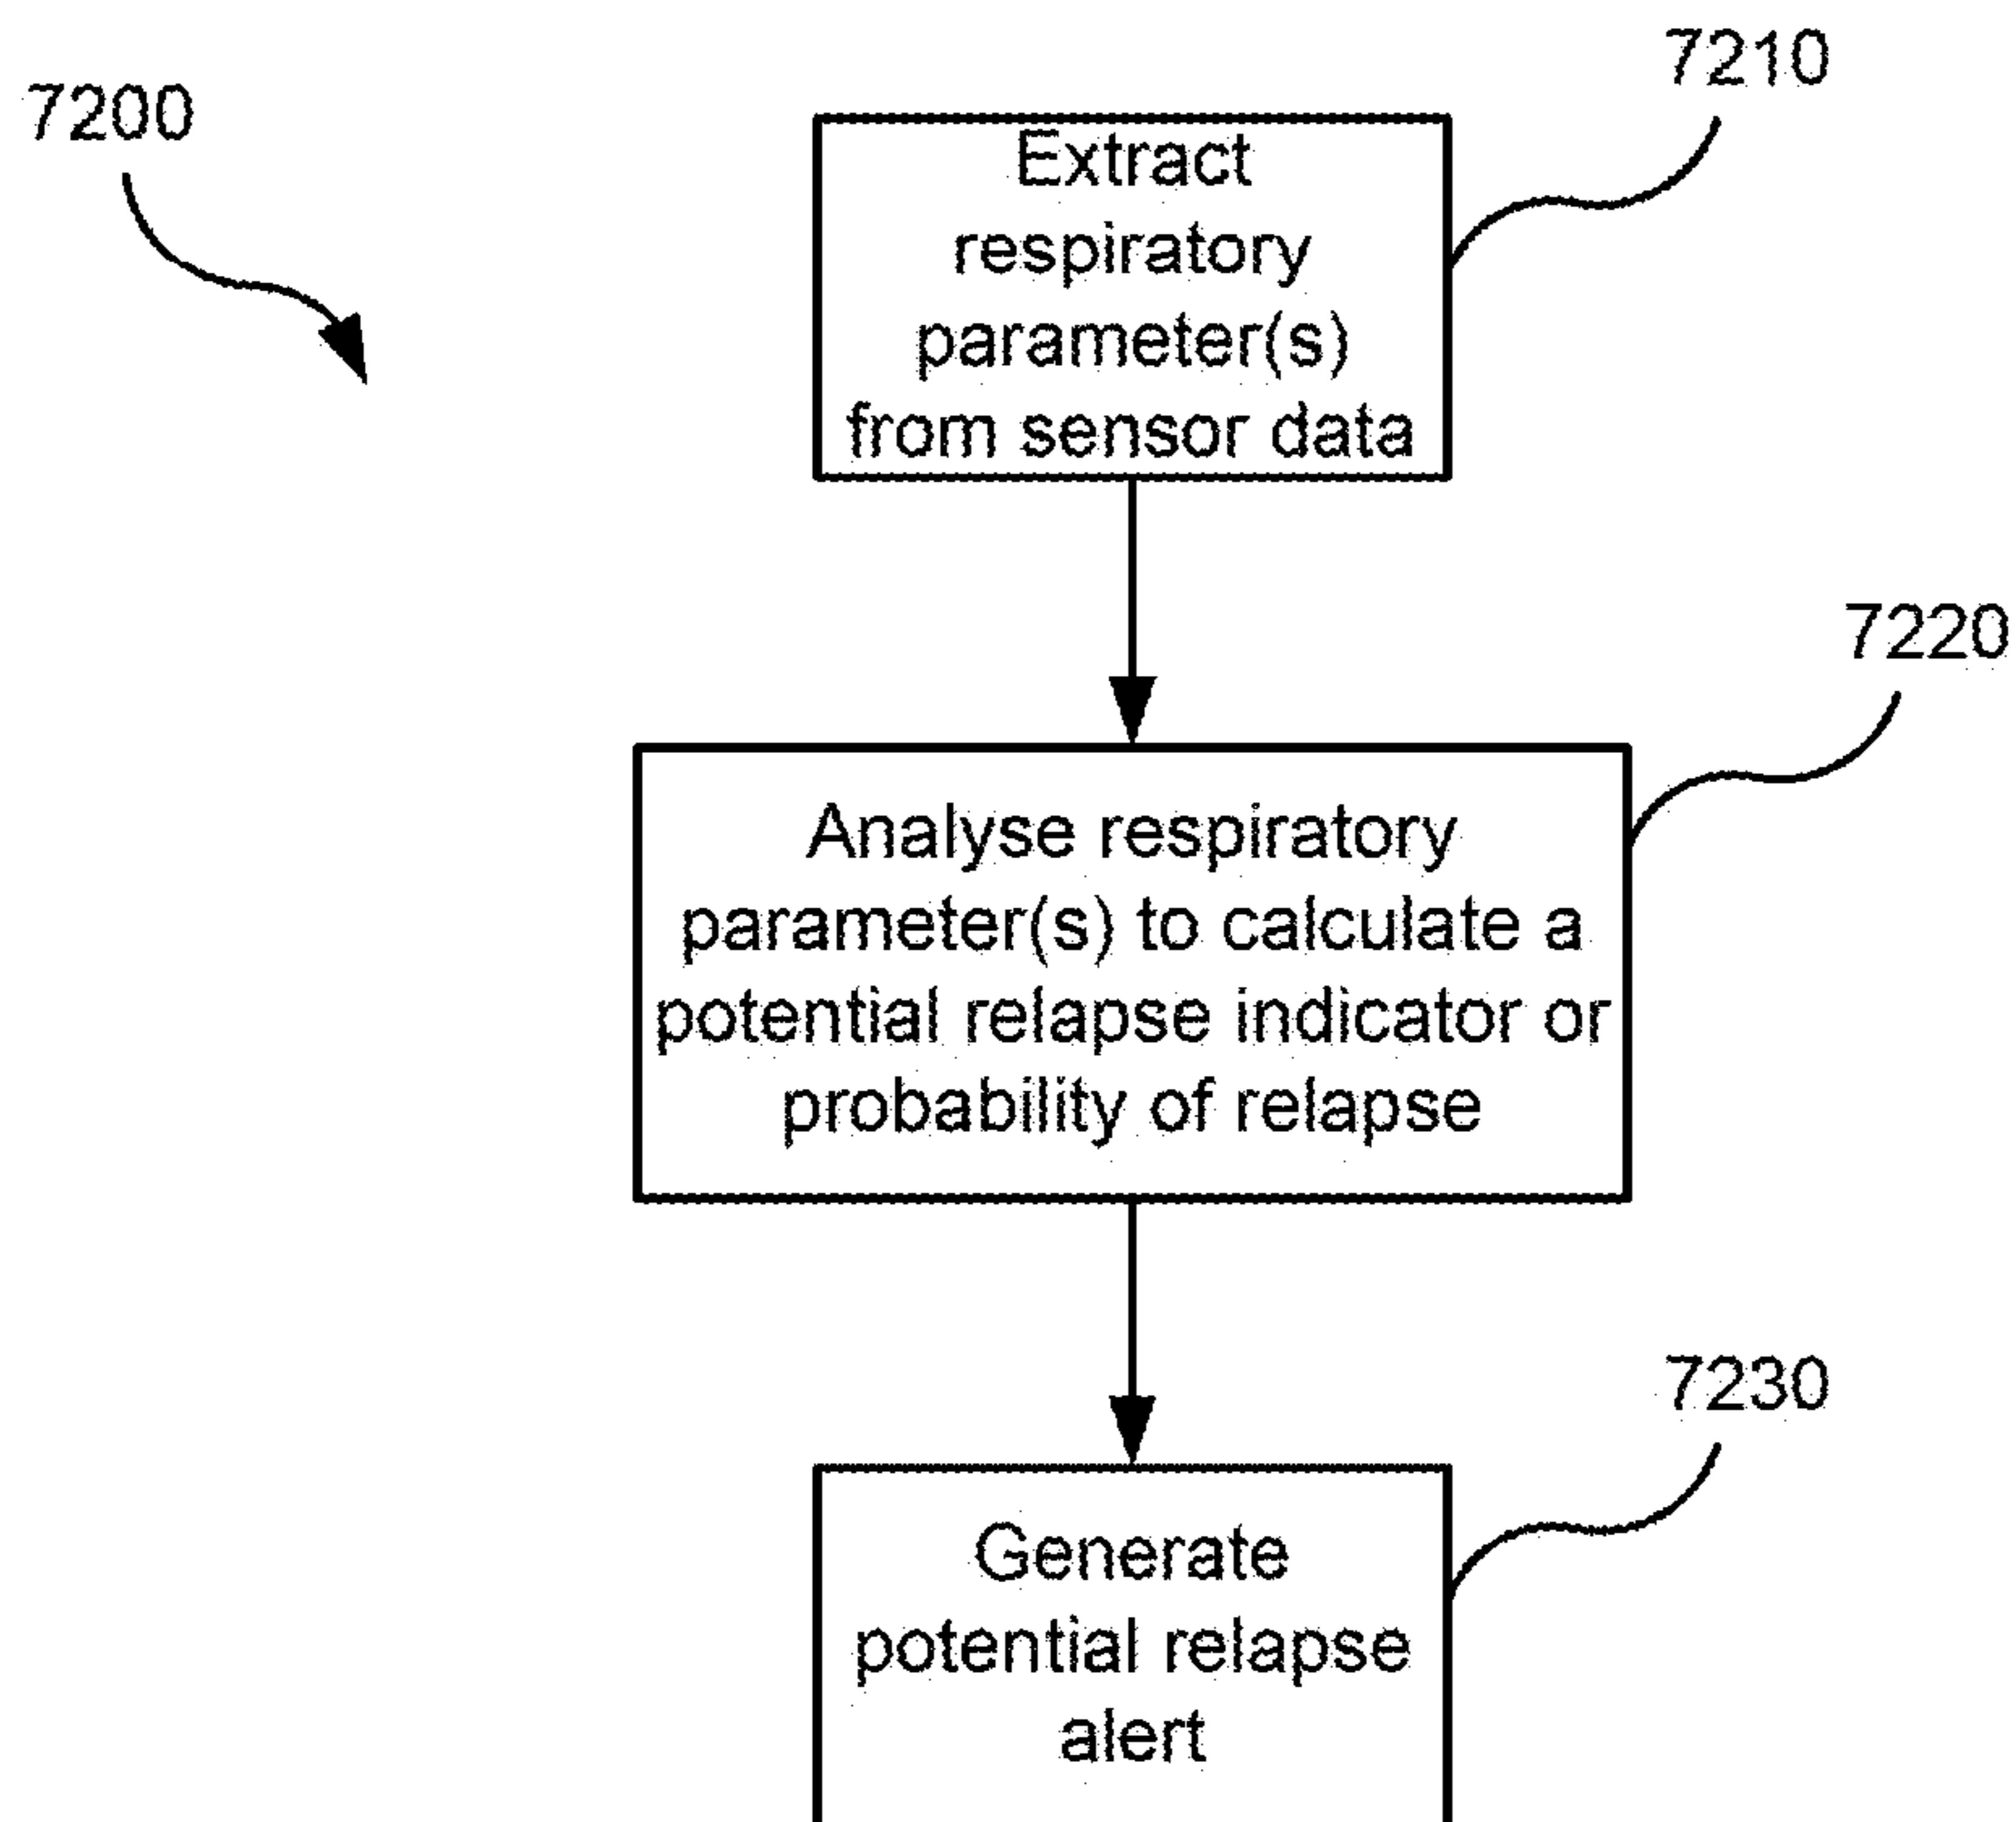 7200
7210
Extract
respiratory
parameter(s)
from sensor data
7220
Analyse respiratory
parameter(s) to calculate a
potential relapse indicator or
probability of relapse
7230
Generate
potential relapse
alert